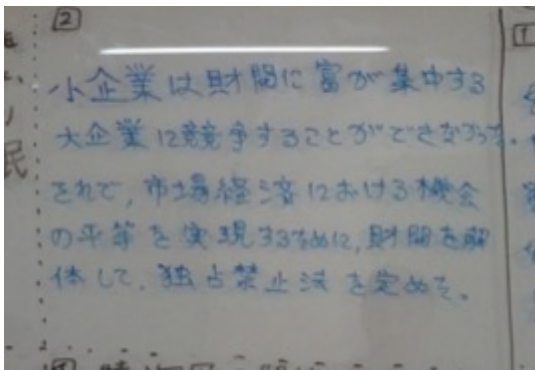 2
小企業は財閥に富が集中する
大企業に競争することができなかった。
それで、市場経済における機会
の平等を実現するために、財閥を解
体して、独占禁止法を定めた。
民
1